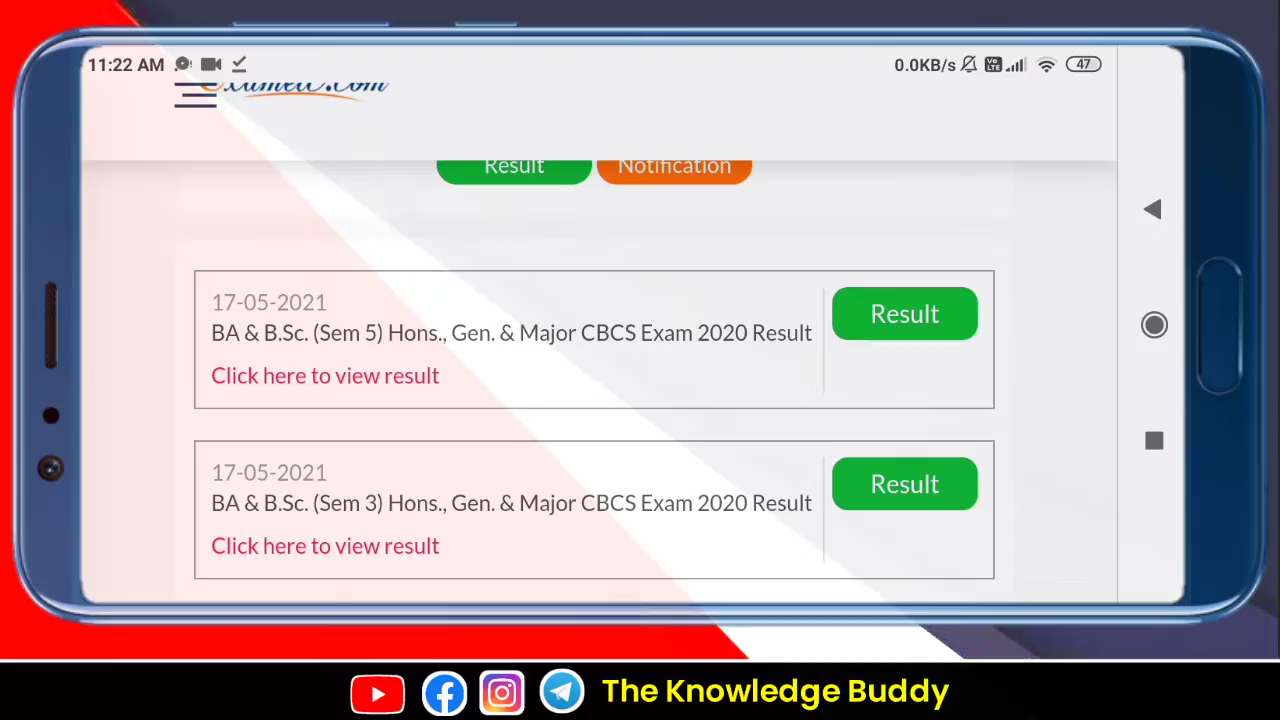 11:22 AM
0.0KB/s
Vo
LTE
47
Result
Notification
17-05-2021
BA & B.Sc. (Sem 5) Hons., Gen. & Major CBCS Exam 2020 Result
Click here to view result
Result
17-05-2021
BA & B.Sc. (Sem 3) Hons., Gen. & Major CBCS Exam 2020 Result
Click here to view result
Result
The Knowledge Buddy